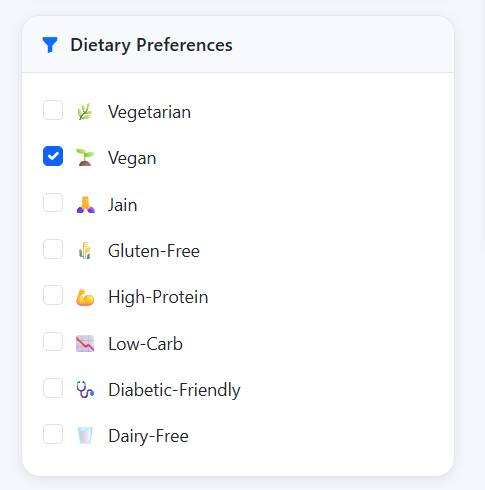 Dietary Preferences
Vegetarian
Vegan
Jain
Gluten-Free
High-Protein
Low-Carb
Diabetic-Friendly
Dairy-Free